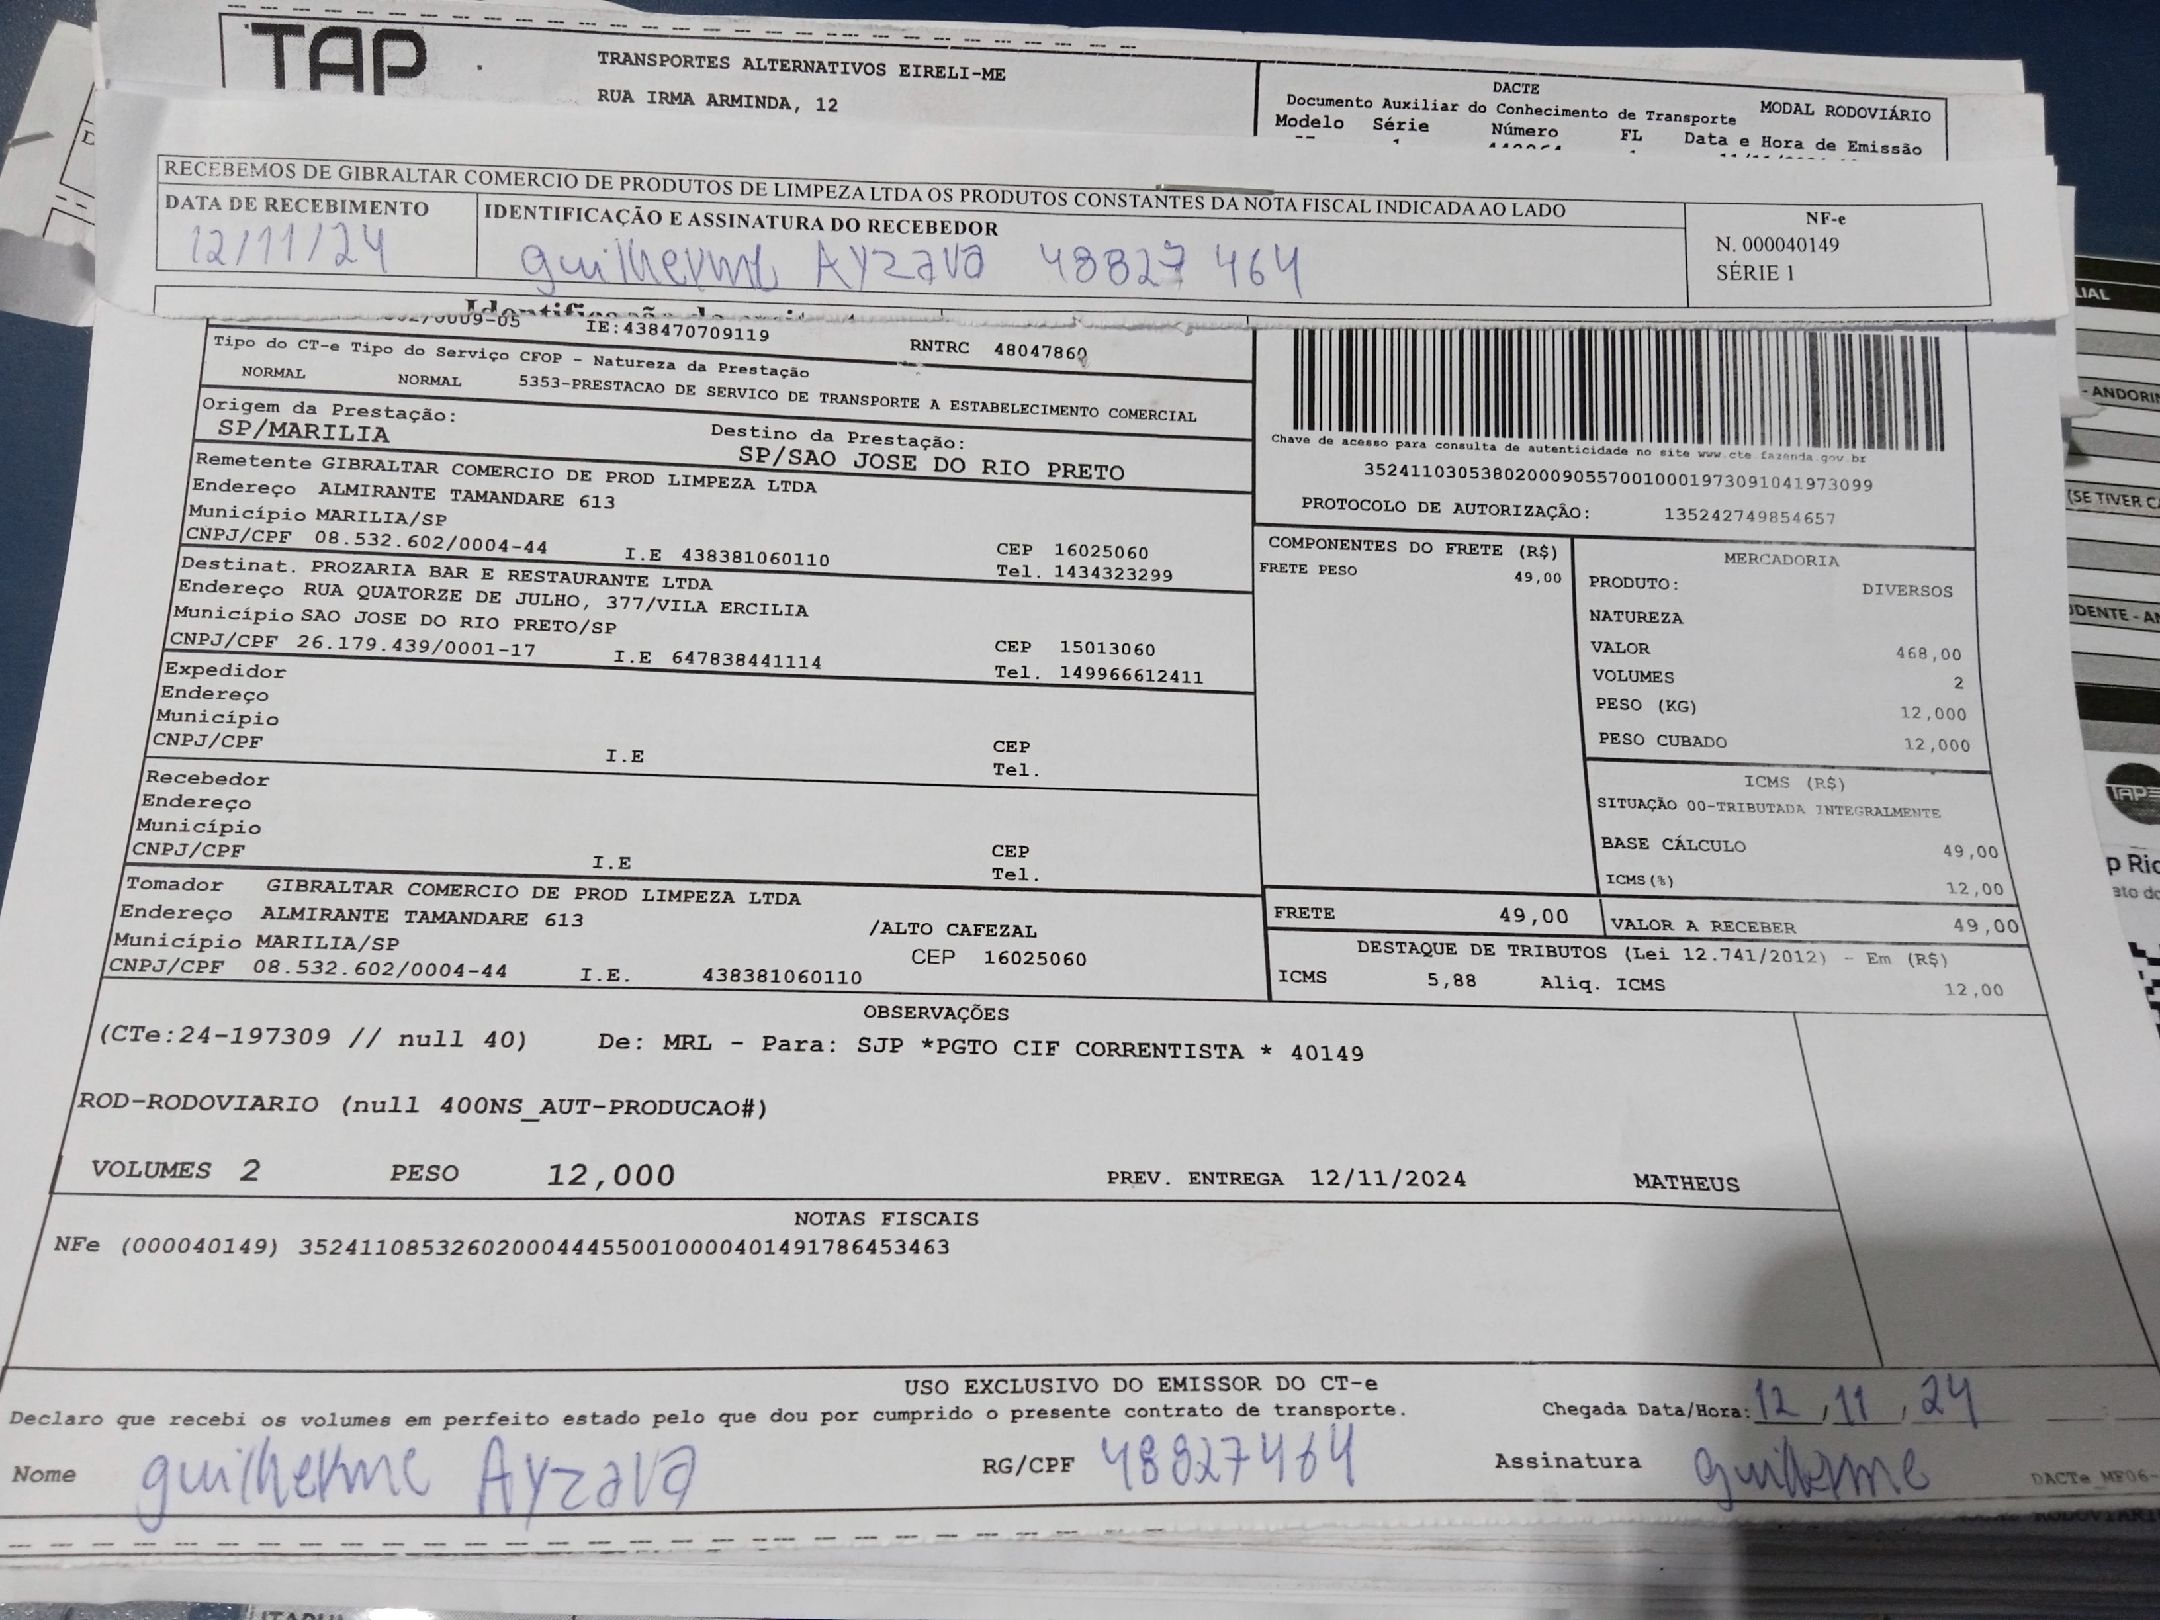 TAP
TRANSPORTES ALTERNATIVOS EIRELI-ME
RUA IRMA ARMINDA, 12
DACTE
Documento Auxiliar do Conhecimento de Transporte
MODAL RODOVIÁRIO
Modelo Série Número FL Data e Hora de Emissão
RECEBEMOS DE GIBRALTAR COMERCIO DE PRODUTOS DE LIMPEZA LTDA OS PRODUTOS CONSTANTES DA NOTA FISCAL INDICADA AO LADO
DATA DE RECEBIMENTO
12/11/24
IDENTIFICAÇÃO E ASSINATURA DO RECEBEDOR
guilherme Ayzava 48827 464
NF-e
N. 000040149
SÉRIE 1
/0009-05 IE:438470709119 RNTRC 48047860
Tipo do CT-e Tipo do Serviço CFOP - Natureza da Prestação
NORMAL NORMAL 5353-PRESTACAO DE SERVICO DE TRANSPORTE A ESTABELECIMENTO COMERCIAL
Origem da Prestação:
SP/MARILIA
Destino da Prestação:
SP/SAO JOSE DO RIO PRETO
Remetente GIBRALTAR COMERCIO DE PROD LIMPEZA LTDA
Endereço ALMIRANTE TAMANDARE 613
Município MARILIA/SP CEP 16025060
CNPJ/CPF 08.532.602/0004-44 I.E 438381060110 Tel. 1434323299
Destinat. PROZARIA BAR E RESTAURANTE LTDA
Endereço RUA QUATORZE DE JULHO, 377/VILA ERCILIA
Município SAO JOSE DO RIO PRETO/SP CEP 15013060
CNPJ/CPF 26.179.439/0001-17 I.E 647838441114 Tel. 149966612411
Expedidor
Endereço
Município CEP
CNPJ/CPF I.E Tel.
Recebedor
Endereço
Município CEP
CNPJ/CPF I.E Tel.
Tomador GIBRALTAR COMERCIO DE PROD LIMPEZA LTDA
Endereço ALMIRANTE TAMANDARE 613 /ALTO CAFEZAL
Município MARILIA/SP CEP 16025060
CNPJ/CPF 08.532.602/0004-44 I.E. 438381060110
Chave de acesso para consulta de autenticidade no site www.cte.fazenda.gov.br
35241103053802000905570010001973091041973099
PROTOCOLO DE AUTORIZAÇÃO: 135242749854657
COMPONENTES DO FRETE (R$)
FRETE PESO 49,00
MERCADORIA
PRODUTO: DIVERSOS
NATUREZA
VALOR 468,00
VOLUMES 2
PESO (KG) 12,000
PESO CUBADO 12,000
ICMS (R$)
SITUAÇÃO 00-TRIBUTADA INTEGRALMENTE
BASE CÁLCULO 49,00
ICMS(%) 12,00
FRETE 49,00 VALOR A RECEBER 49,00
DESTAQUE DE TRIBUTOS (Lei 12.741/2012) - Em (R$)
ICMS 5,88 Aliq. ICMS 12,00
OBSERVAÇÕES
(CTe:24-197309 // null 40) De: MRL - Para: SJP *PGTO CIF CORRENTISTA * 40149
ROD-RODOVIARIO (null 400NS_AUT-PRODUCAO#)
VOLUMES 2 PESO 12,000 PREV. ENTREGA 12/11/2024 MATHEUS
NOTAS FISCAIS
NFe (000040149) 35241108532602000444550010000401491786453463
USO EXCLUSIVO DO EMISSOR DO CT-e
Declaro que recebi os volumes em perfeito estado pelo que dou por cumprido o presente contrato de transporte. Chegada Data/Hora: 12 , 11 , 24
Nome guilherme Ayzava RG/CPF 48827464 Assinatura guilherme
DACTe_MF06-
LIAL
- ANDORIN
(SE TIVER CA
UDENTE - AN
TAP
p Rio